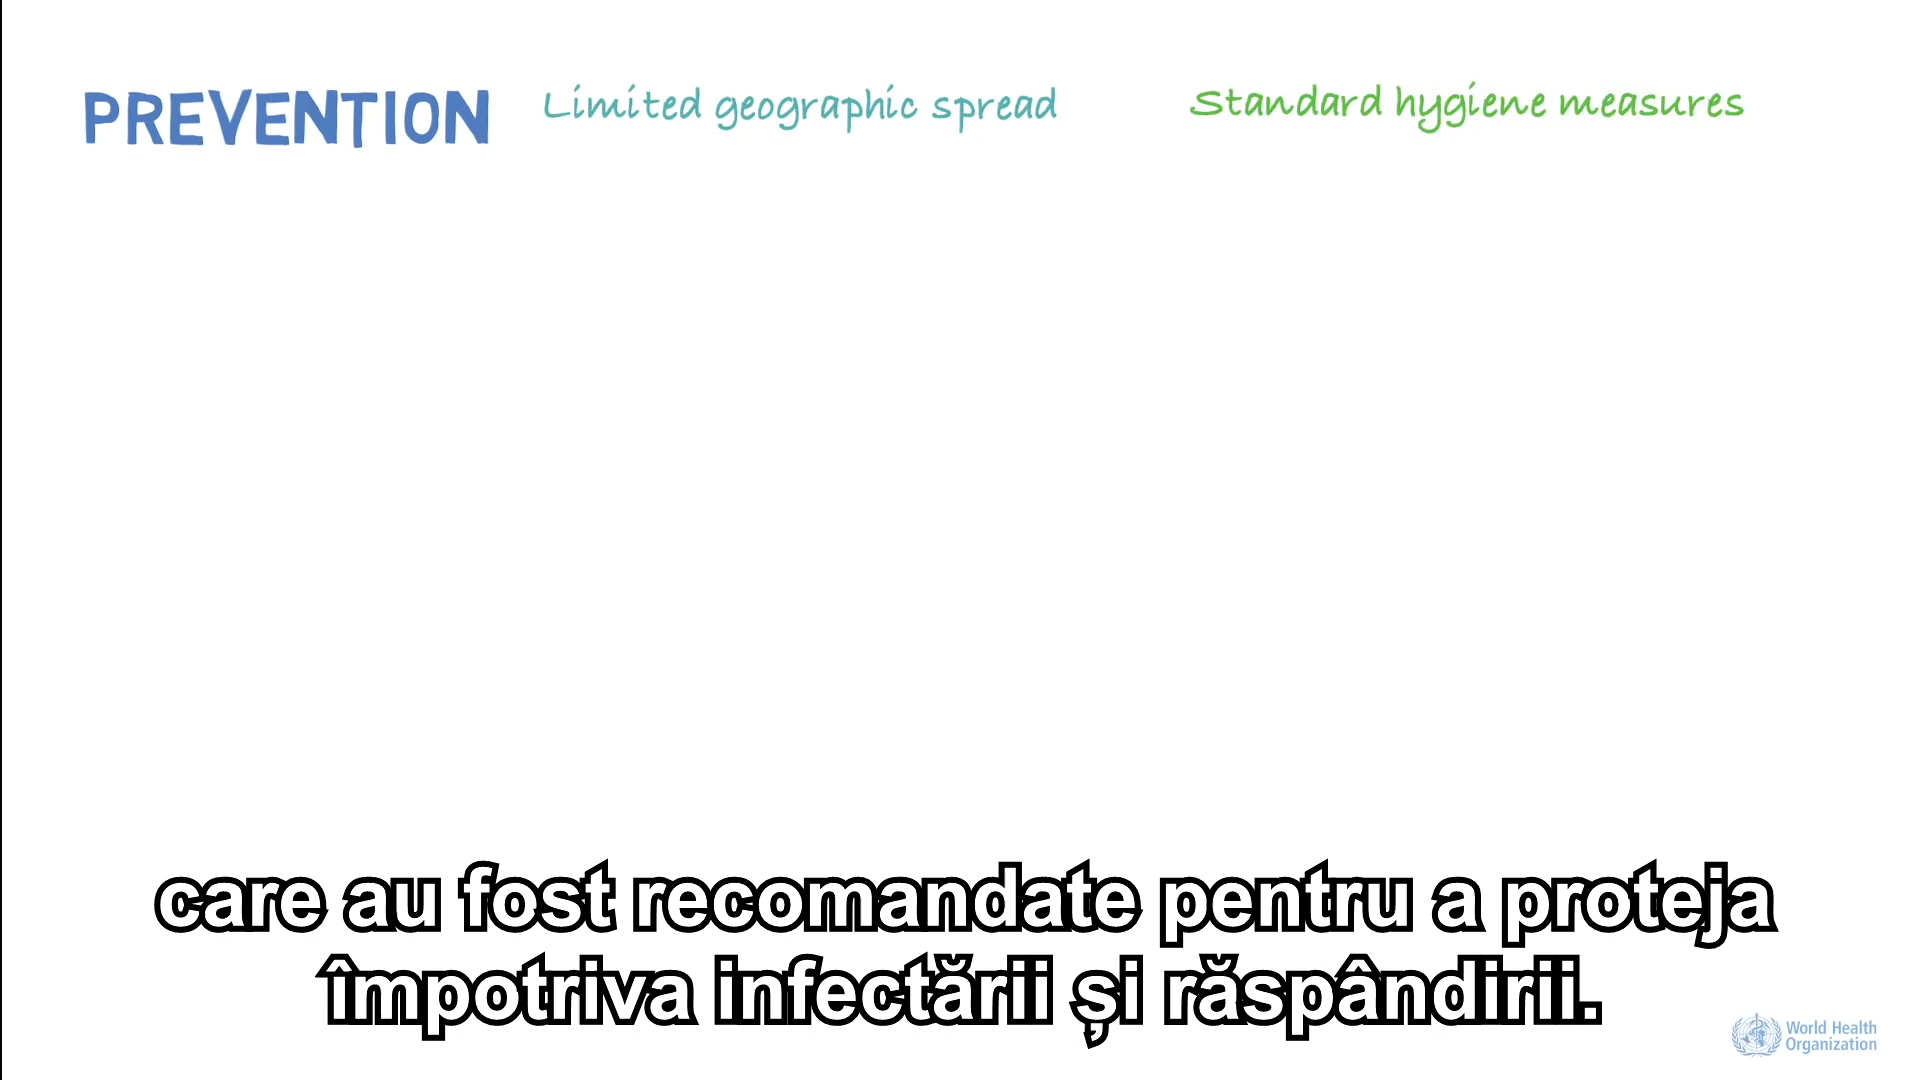 PREVENTION Limited geographic spread Standard hygiene measures
care au fost recomandate pentru a proteja
împotriva infectării și răspândirii.
World Health
Organization